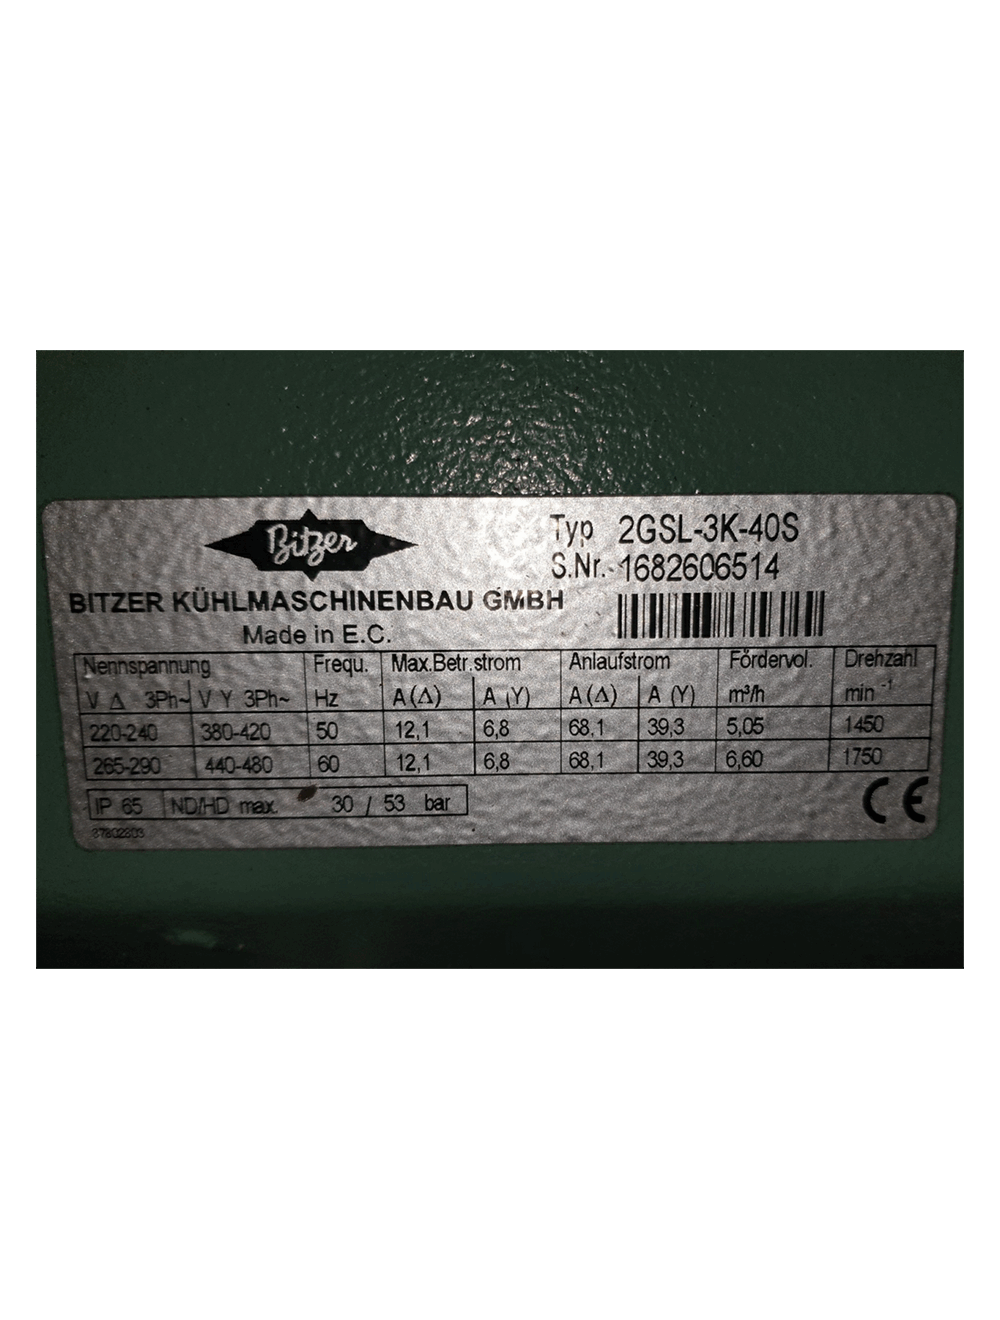 Bitzer
BITZER KÜHLMASCHINENBAU GMBH
Made in E.C.
Typ 2GSL-3K-40S
S.Nr. 1682606514
Nennspannung Frequ. Max.Betr.strom Anlaufstrom Fördervol. Drehzahl
V Δ 3Ph~ V Y 3Ph~ Hz A (Δ) A (Y) A (Δ) A (Y) m³/h min⁻¹
220-240 380-420 50 12,1 6,8 68,1 39,3 5,05 1450
265-290 440-480 60 12,1 6,8 68,1 39,3 6,60 1750
IP 65 ND/HD max. 30 / 53 bar
CE